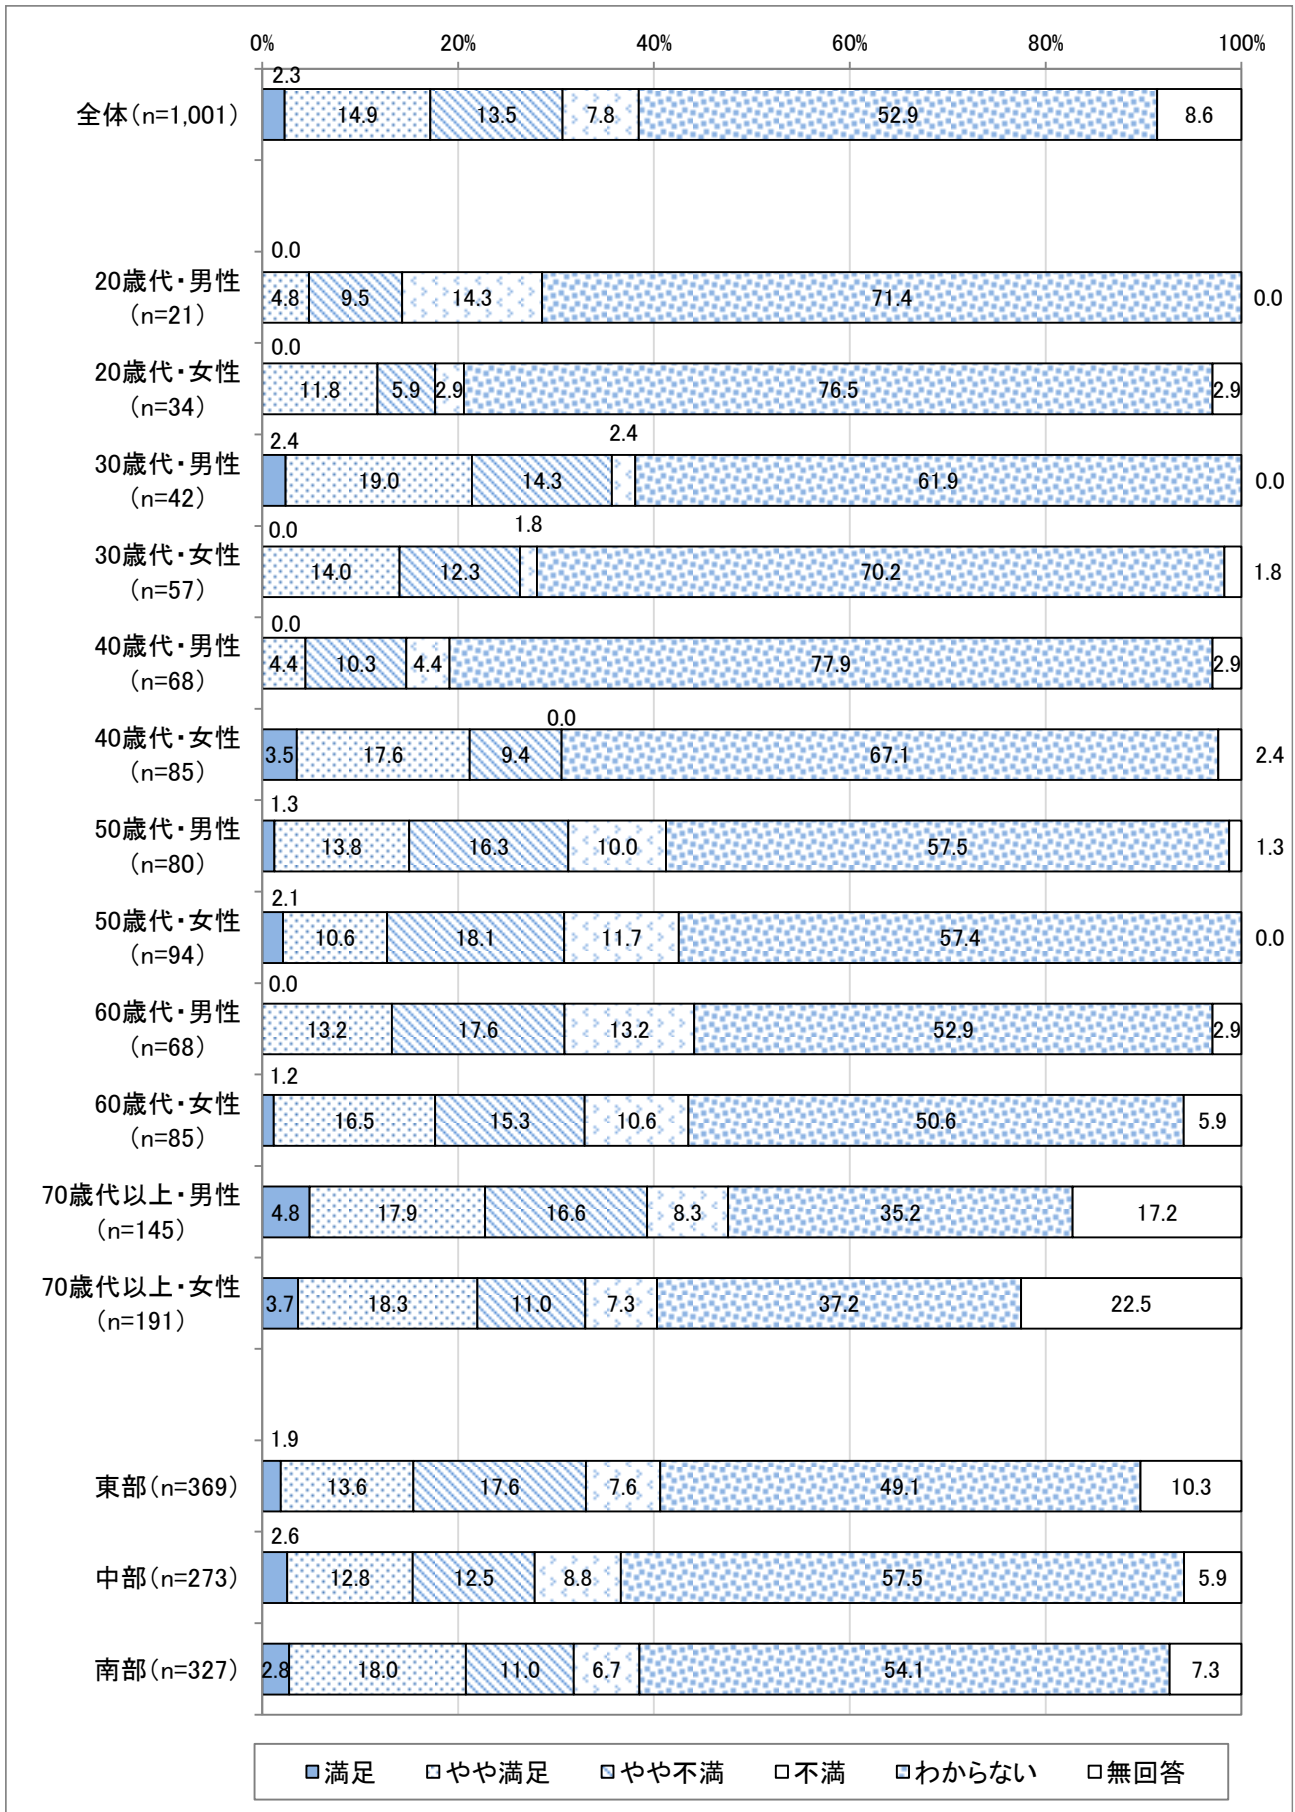 0% 20% 40% 60% 80% 100%
2.3
全体(n=1,001) 14.9 13.5 7.8 52.9 8.6
0.0
20歳代・男性
(n=21)
4.8 9.5 14.3 71.4 0.0
0.0
20歳代・女性
(n=34)
11.8 5.9 2.9 76.5 2.9
2.4 2.4
30歳代・男性
(n=42)
19.0 14.3 61.9 0.0
0.0 1.8
30歳代・女性
(n=57)
14.0 12.3 70.2 1.8
0.0
40歳代・男性
(n=68)
4.4 10.3 4.4 77.9 2.9
0.0
40歳代・女性
(n=85)
3.5 17.6 9.4 67.1 2.4
1.3
50歳代・男性
(n=80)
13.8 16.3 10.0 57.5 1.3
2.1
50歳代・女性
(n=94)
10.6 18.1 11.7 57.4 0.0
0.0
60歳代・男性
(n=68)
13.2 17.6 13.2 52.9 2.9
1.2
60歳代・女性
(n=85)
16.5 15.3 10.6 50.6 5.9
70歳代以上・男性
(n=145)
4.8 17.9 16.6 8.3 35.2 17.2
70歳代以上・女性
(n=191)
3.7 18.3 11.0 7.3 37.2 22.5
1.9
東部(n=369) 13.6 17.6 7.6 49.1 10.3
2.6
中部(n=273) 12.8 12.5 8.8 57.5 5.9
南部(n=327) 2.8 18.0 11.0 6.7 54.1 7.3
満足 やや満足 やや不満 不満 わからない 無回答